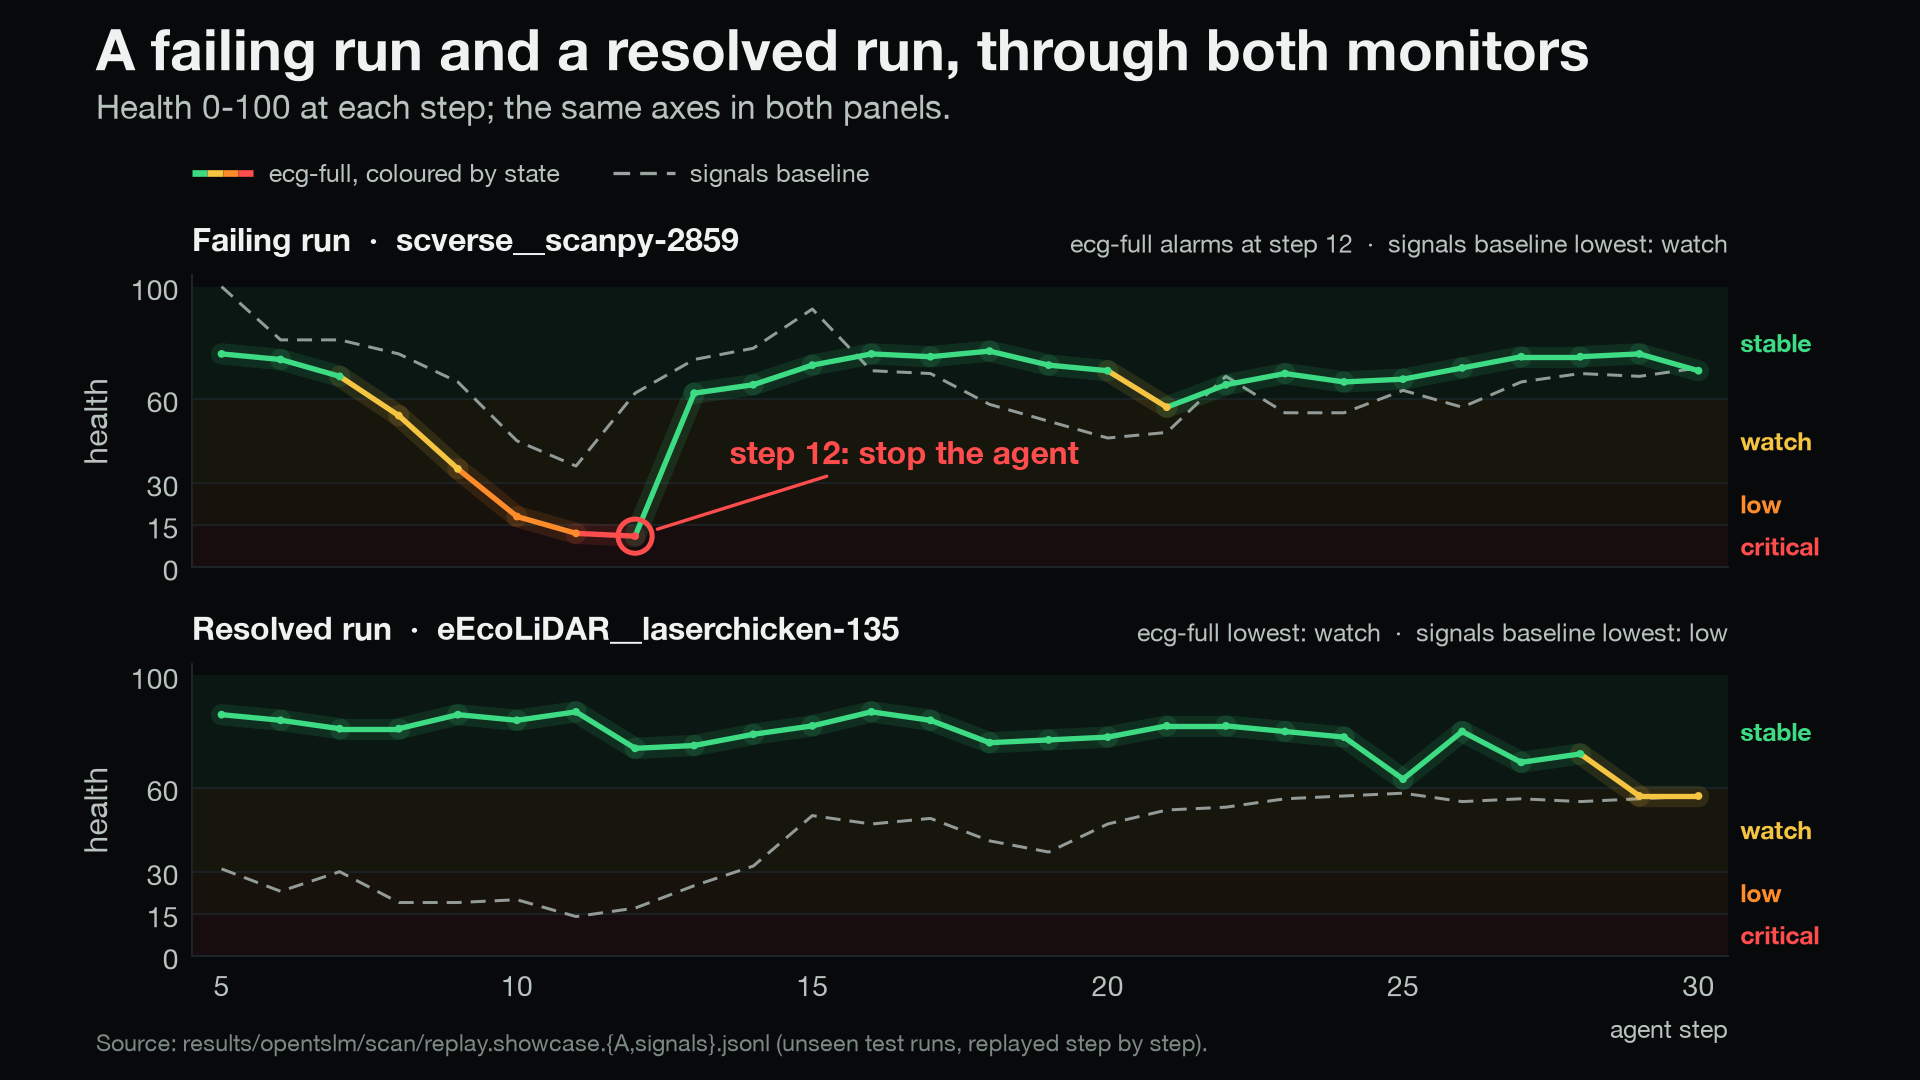 A failing run and a resolved run, through both monitors
Health 0-100 at each step; the same axes in both panels.
ecg-full, coloured by state
signals baseline
Failing run · scverse__scanpy-2859
ecg-full alarms at step 12 · signals baseline lowest: watch
100
60
30
15
0
health
step 12: stop the agent
stable
watch
low
critical
Resolved run · eEcoLiDAR__laserchicken-135
ecg-full lowest: watch · signals baseline lowest: low
100
60
30
15
0
health
stable
watch
low
critical
5 10 15 20 25 30
agent step
Source: results/opentslm/scan/replay.showcase.{A,signals}.jsonl (unseen test runs, replayed step by step).